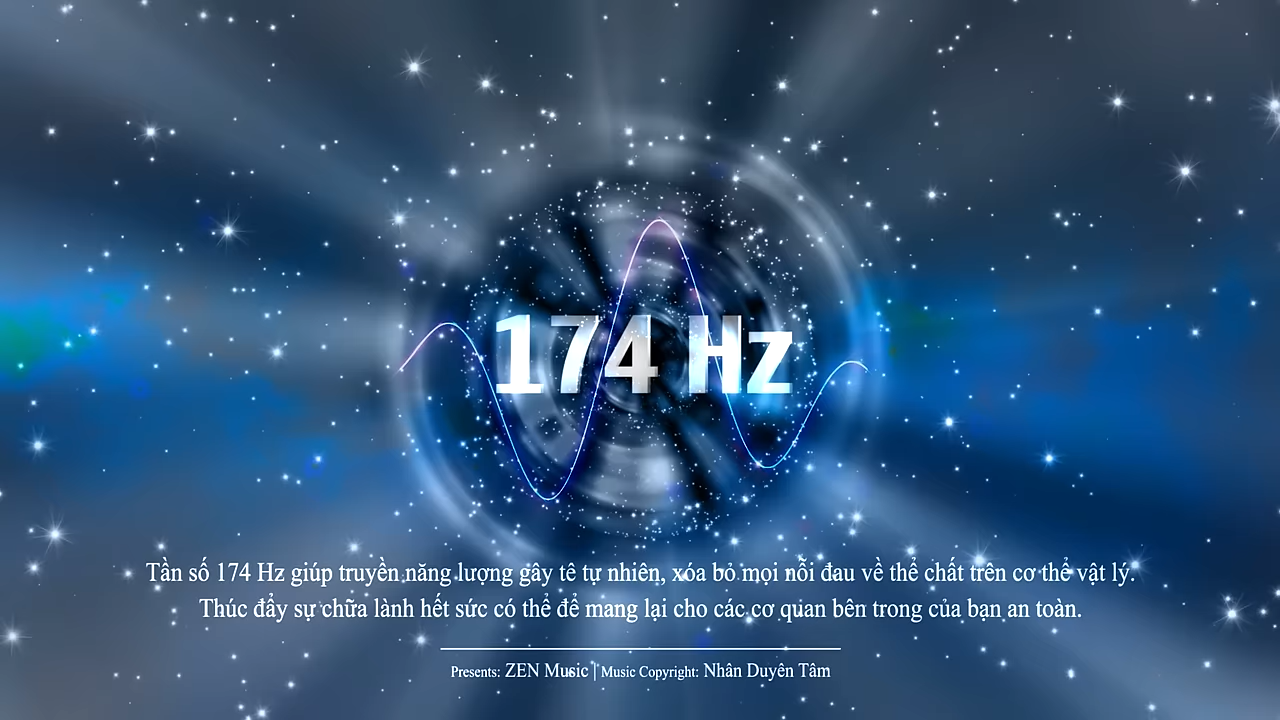 174 Hz
Tần số 174 Hz giúp truyền năng lượng gây tê tự nhiên, xóa bỏ mọi nỗi đau về thể chất trên cơ thể vật lý.
Thúc đẩy sự chữa lành hết sức có thể để mang lại cho các cơ quan bên trong của bạn an toàn.
Presents: ZEN Music | Music Copyright: Nhân Duyên Tâm